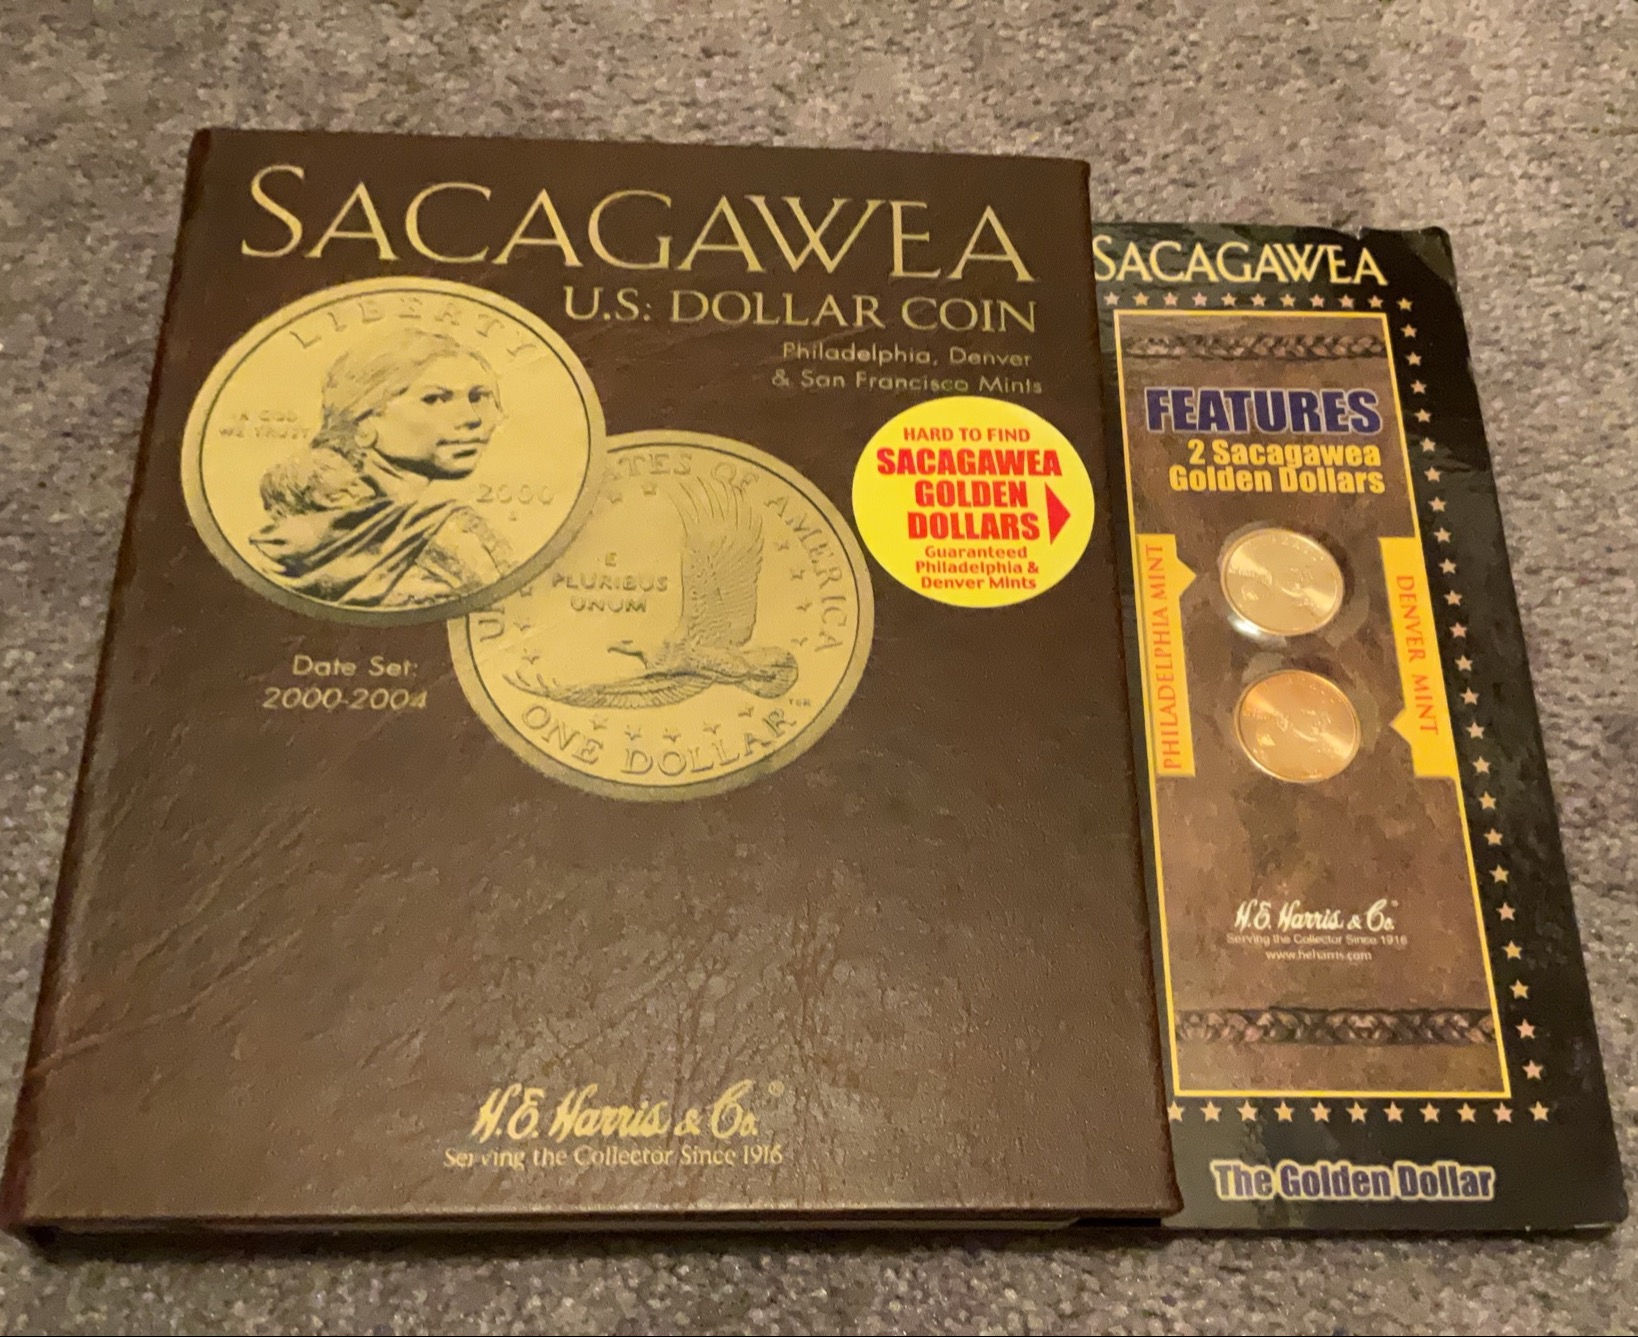 SACAGAWEA
U.S. DOLLAR COIN
Philadelphia, Denver
& San Francisco Mints
LIBERTY
IN GOD
WE TRUST
2000
HARD TO FIND
SACAGAWEA
GOLDEN
DOLLARS
Guaranteed
Philadelphia &
Denver Mints
TES OF AMERICA
E
PLURIBUS
UNUM
ONE DOLLAR
Date Set:
2000-2004
H.E. Harris & Co.®
Serving the Collector Since 1916
SACAGAWEA
FEATURES
2 Sacagawea
Golden Dollars
PHILADELPHIA MINT
DENVER MINT
H.E. Harris & Co.
Serving the Collector Since 1916
www.heharris.com
The Golden Dollar